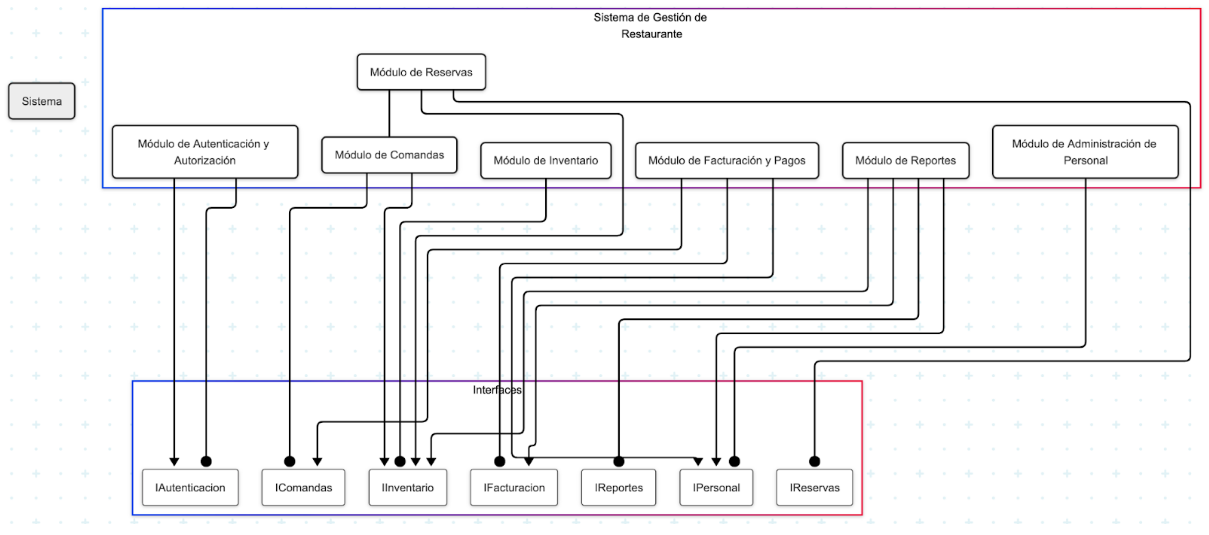 Sistema de Gestión de
Restaurante
Módulo de Reservas
Sistema
Módulo de Autenticación y
Autorización
Módulo de Comandas
Módulo de Inventario
Módulo de Facturación y Pagos
Módulo de Reportes
Módulo de Administración de
Personal
Interfaces
IAutenticacion
IComandas
IInventario
IFacturacion
IReportes
IPersonal
IReservas